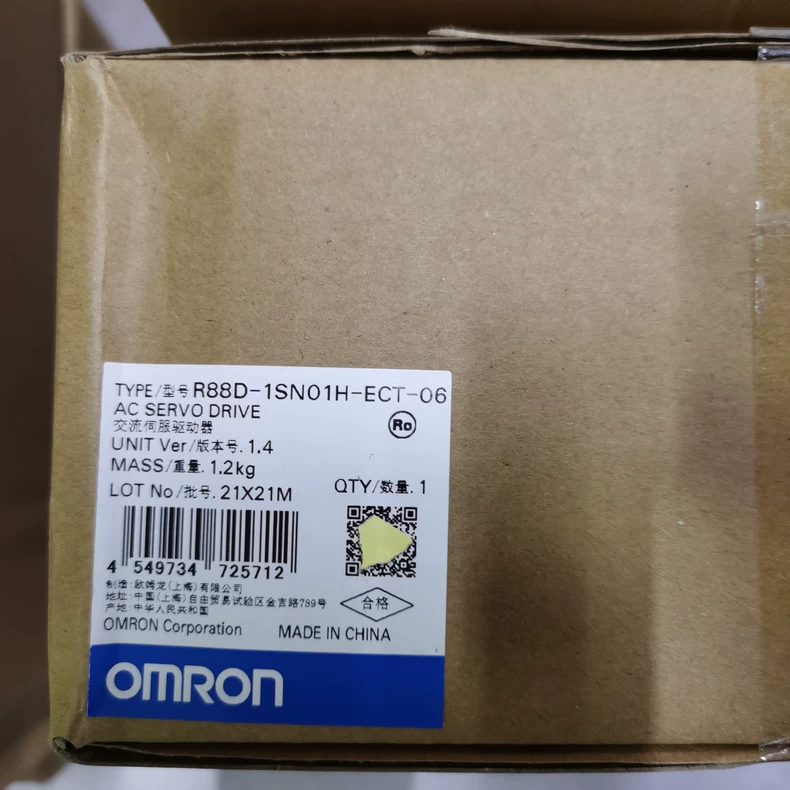 TYPE/型号 R88D-1SN01H-ECT-06
AC SERVO DRIVE
交流伺服驱动器
Ro
UNIT Ver/版本号. 1.4
MASS/重量. 1.2kg
LOT No/批号. 21X21M
QTY/数量. 1
4 549734 725712
制造: 欧姆龙(上海)有限公司
地址: 中国(上海)自由贸易试验区金吉路789号
产地: 中华人民共和国
合格
OMRON Corporation MADE IN CHINA
OMRON